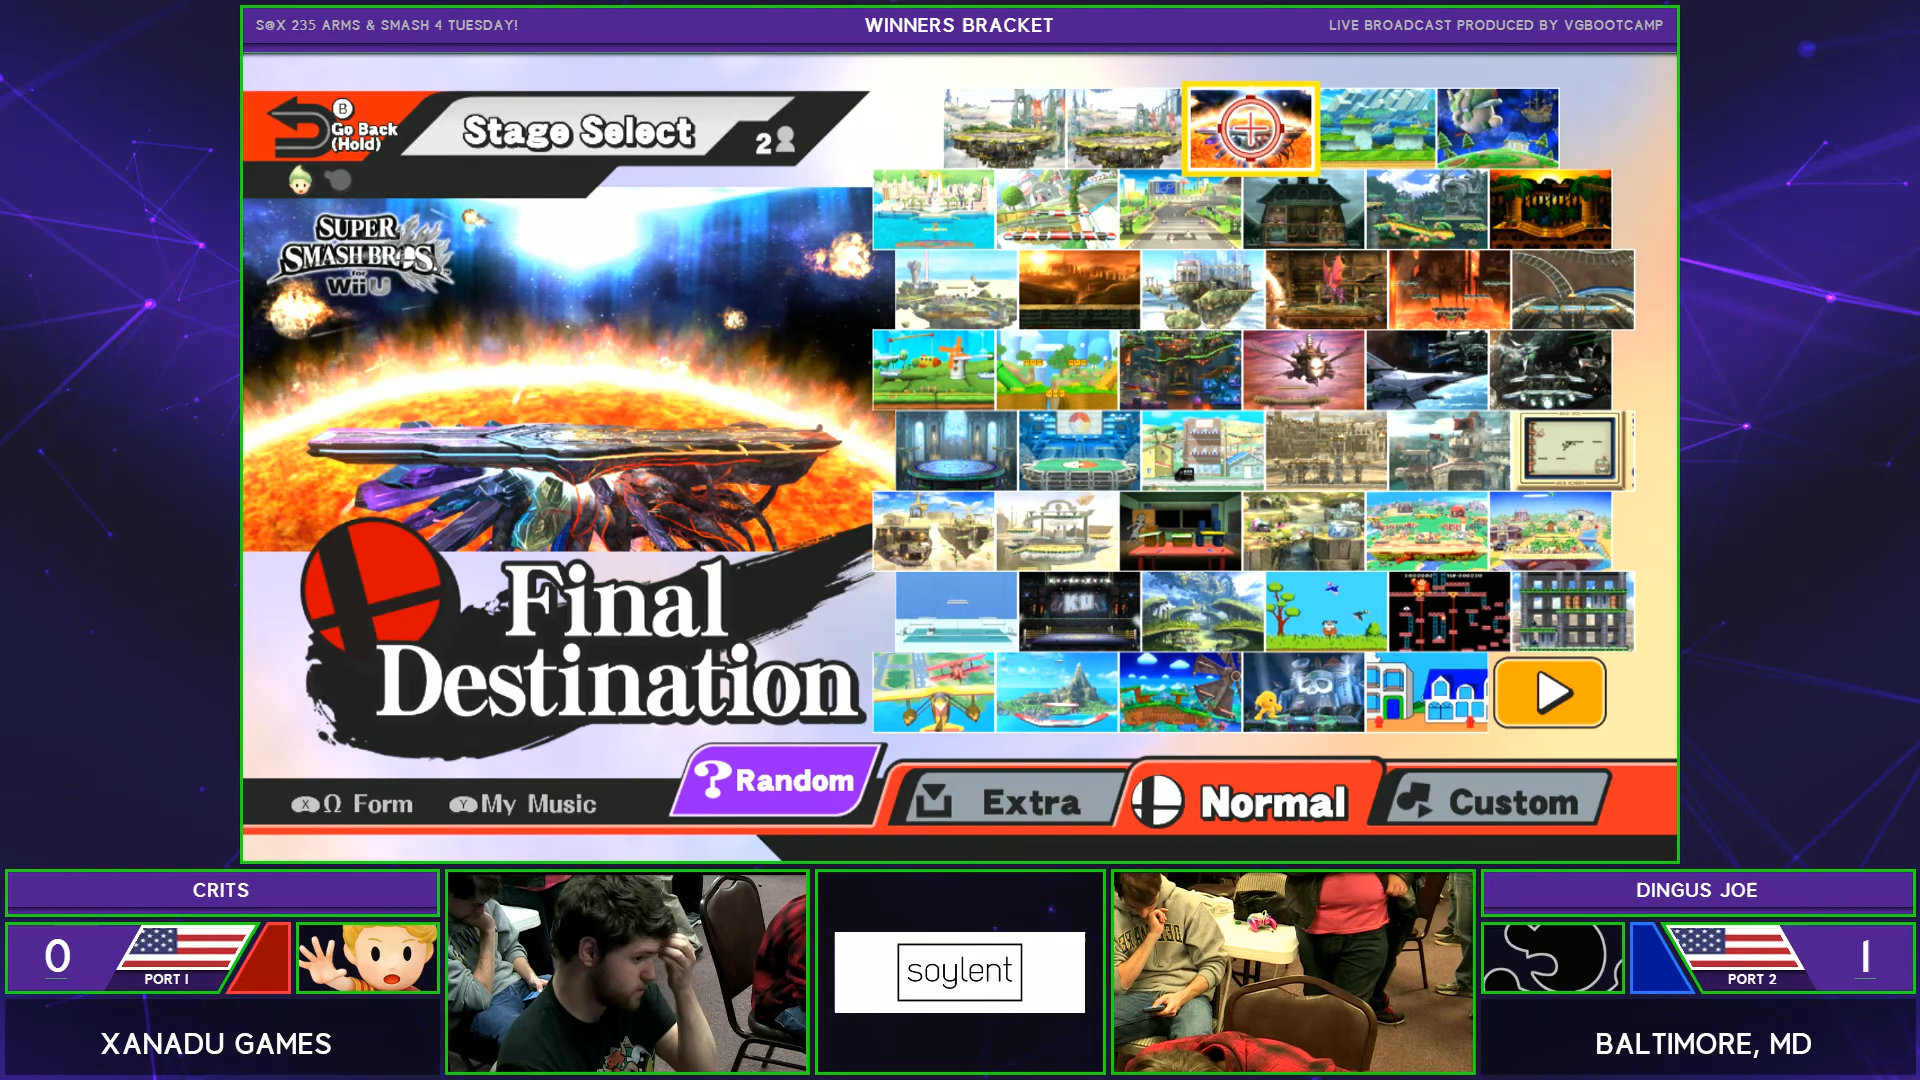 S@X 235 ARMS & SMASH 4 TUESDAY!
WINNERS BRACKET
LIVE BROADCAST PRODUCED BY VGBOOTCAMP
B
Go Back
(Hold)
Stage Select
2
SUPER
SMASH BROS.
for
Wii U
Final
Destination
? Random
X Ω Form
Y My Music
Extra
Normal
Custom
CRITS
DINGUS JOE
0
PORT 1
soylent
PORT 2
1
XANADU GAMES
BALTIMORE, MD